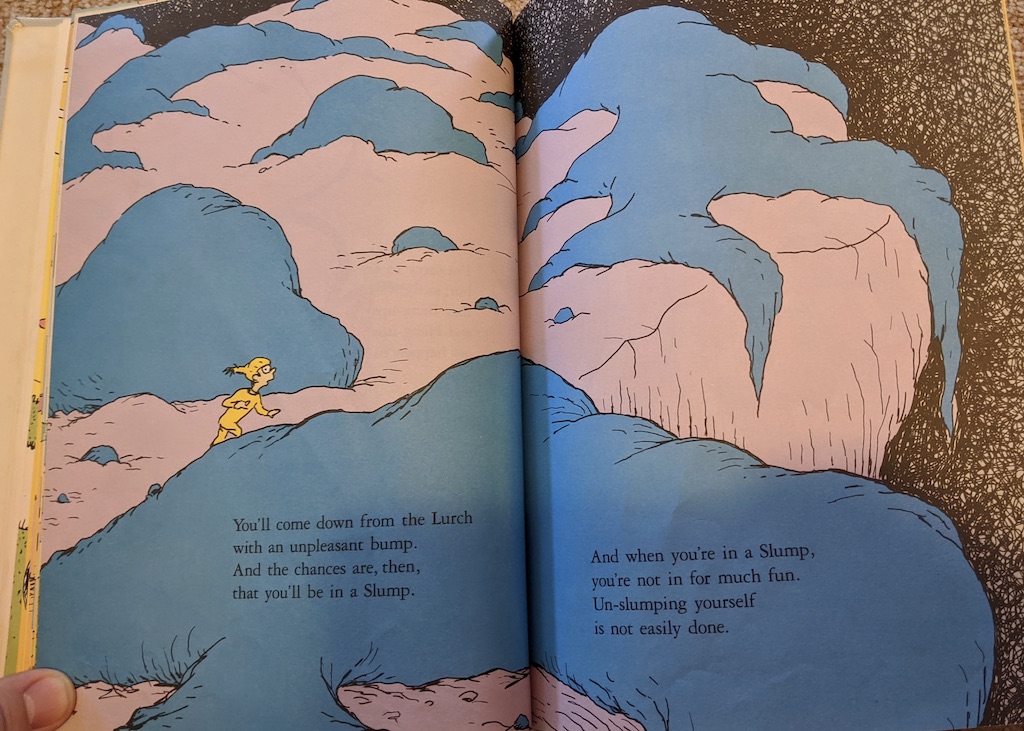 You'll come down from the Lurch
with an unpleasant bump.
And the chances are, then,
that you'll be in a Slump.
And when you're in a Slump,
you're not in for much fun.
Un-slumping yourself
is not easily done.